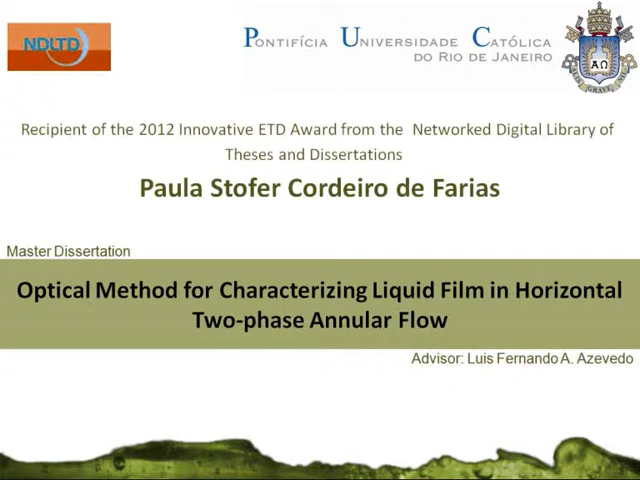 NDLTD
PONTIFÍCIA UNIVERSIDADE CATÓLICA
DO RIO DE JANEIRO
ΑΩ
Recipient of the 2012 Innovative ETD Award from the Networked Digital Library of
Theses and Dissertations
Paula Stofer Cordeiro de Farias
Master Dissertation
Optical Method for Characterizing Liquid Film in Horizontal
Two-phase Annular Flow
Advisor: Luis Fernando A. Azevedo